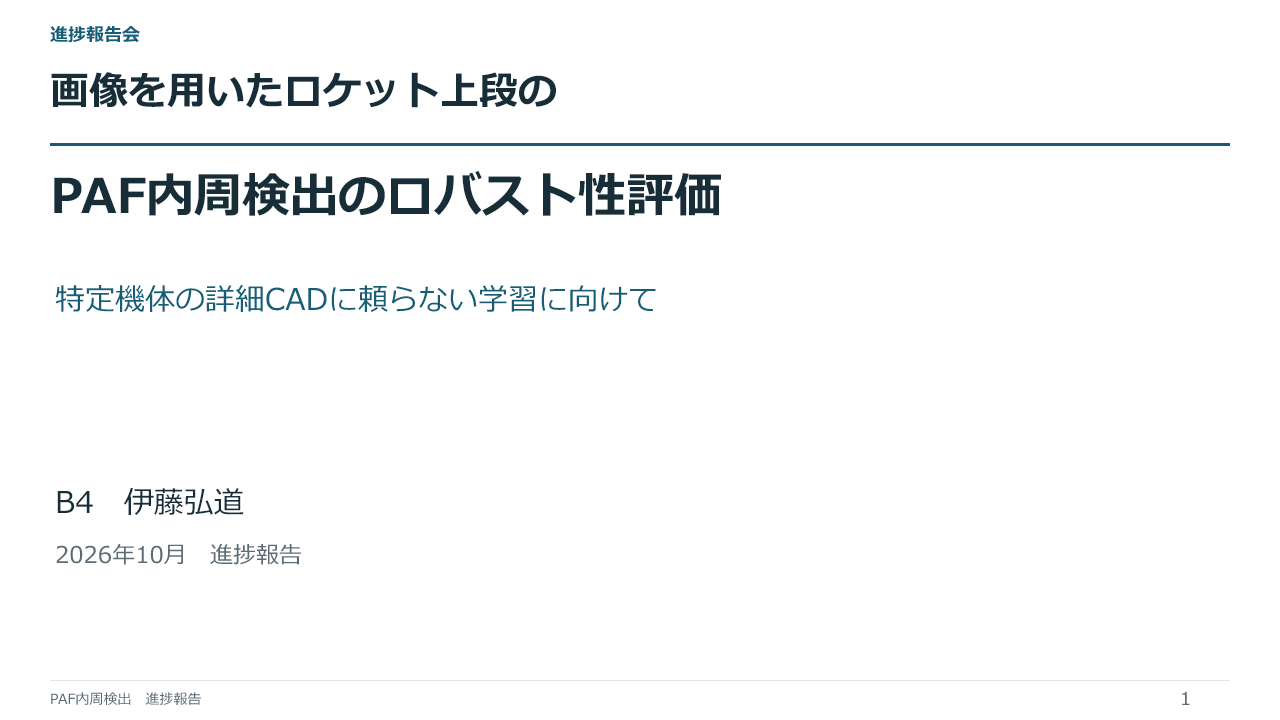 進捗報告会
画像を用いたロケット上段の
PAF内周検出のロバスト性評価
特定機体の詳細CADに頼らない学習に向けて
B4　伊藤弘道
2026年10月　進捗報告
PAF内周検出　進捗報告
1